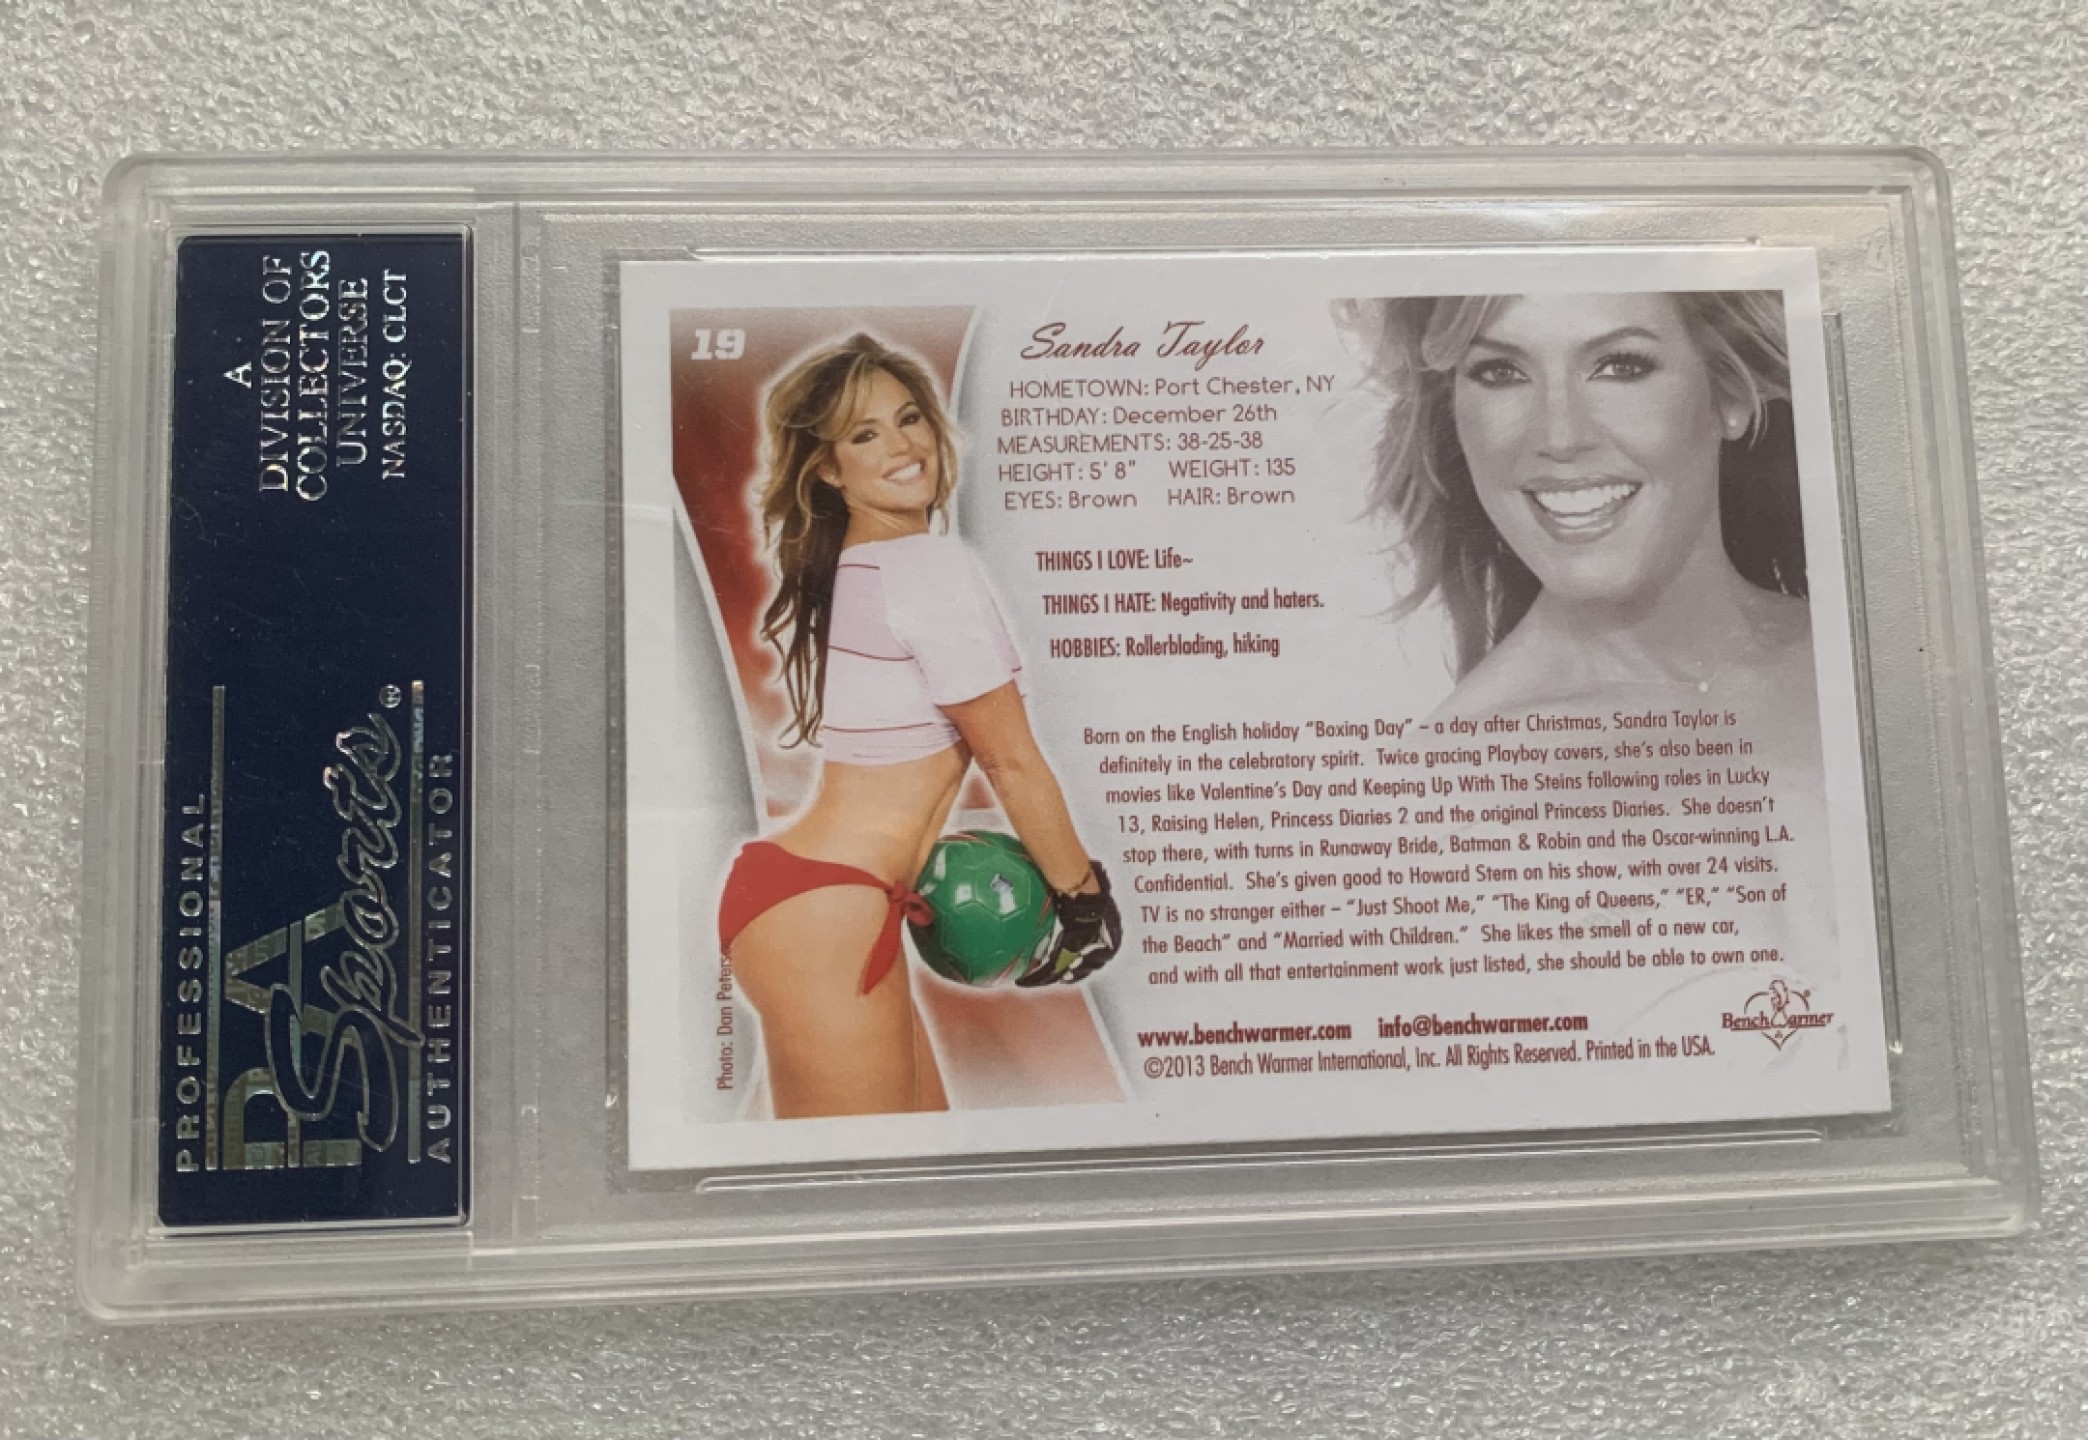 A
DIVISION OF
COLLECTORS
UNIVERSE
NASDAQ: CLCT
PROFESSIONAL
PSA
Sports®
AUTHENTICATOR
19
Sandra Taylor
HOMETOWN: Port Chester, NY
BIRTHDAY: December 26th
MEASUREMENTS: 38-25-38
HEIGHT: 5' 8" WEIGHT: 135
EYES: Brown HAIR: Brown
THINGS I LOVE: Life~
THINGS I HATE: Negativity and haters.
HOBBIES: Rollerblading, hiking
Born on the English holiday "Boxing Day" – a day after Christmas, Sandra Taylor is
definitely in the celebratory spirit. Twice gracing Playboy covers, she's also been in
movies like Valentine's Day and Keeping Up With The Steins following roles in Lucky
13, Raising Helen, Princess Diaries 2 and the original Princess Diaries. She doesn't
stop there, with turns in Runaway Bride, Batman & Robin and the Oscar-winning L.A.
Confidential. She's given good to Howard Stern on his show, with over 24 visits.
TV is no stranger either – "Just Shoot Me," "The King of Queens," "ER," "Son of
the Beach" and "Married with Children." She likes the smell of a new car,
and with all that entertainment work just listed, she should be able to own one.
www.benchwarmer.com info@benchwarmer.com
©2013 Bench Warmer International, Inc. All Rights Reserved. Printed in the USA.
BenchWarmer®
Photo: Dan